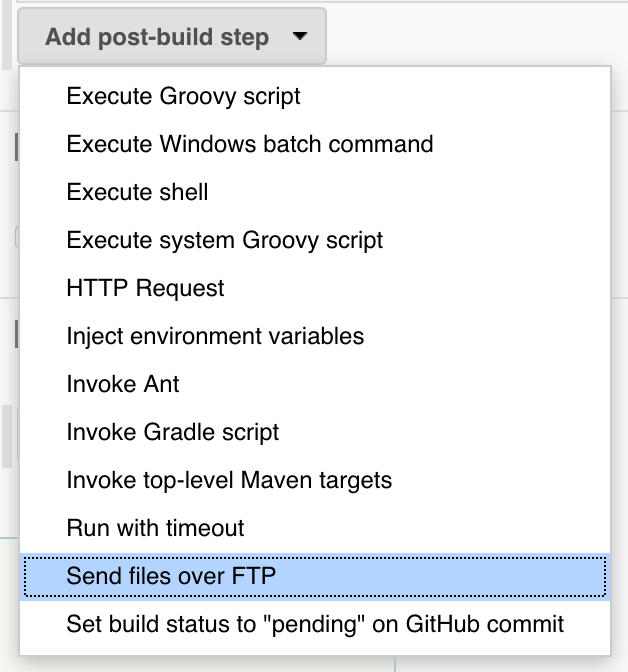 Add post-build step
Execute Groovy script
Execute Windows batch command
Execute shell
Execute system Groovy script
HTTP Request
Inject environment variables
Invoke Ant
Invoke Gradle script
Invoke top-level Maven targets
Run with timeout
Send files over FTP
Set build status to "pending" on GitHub commit